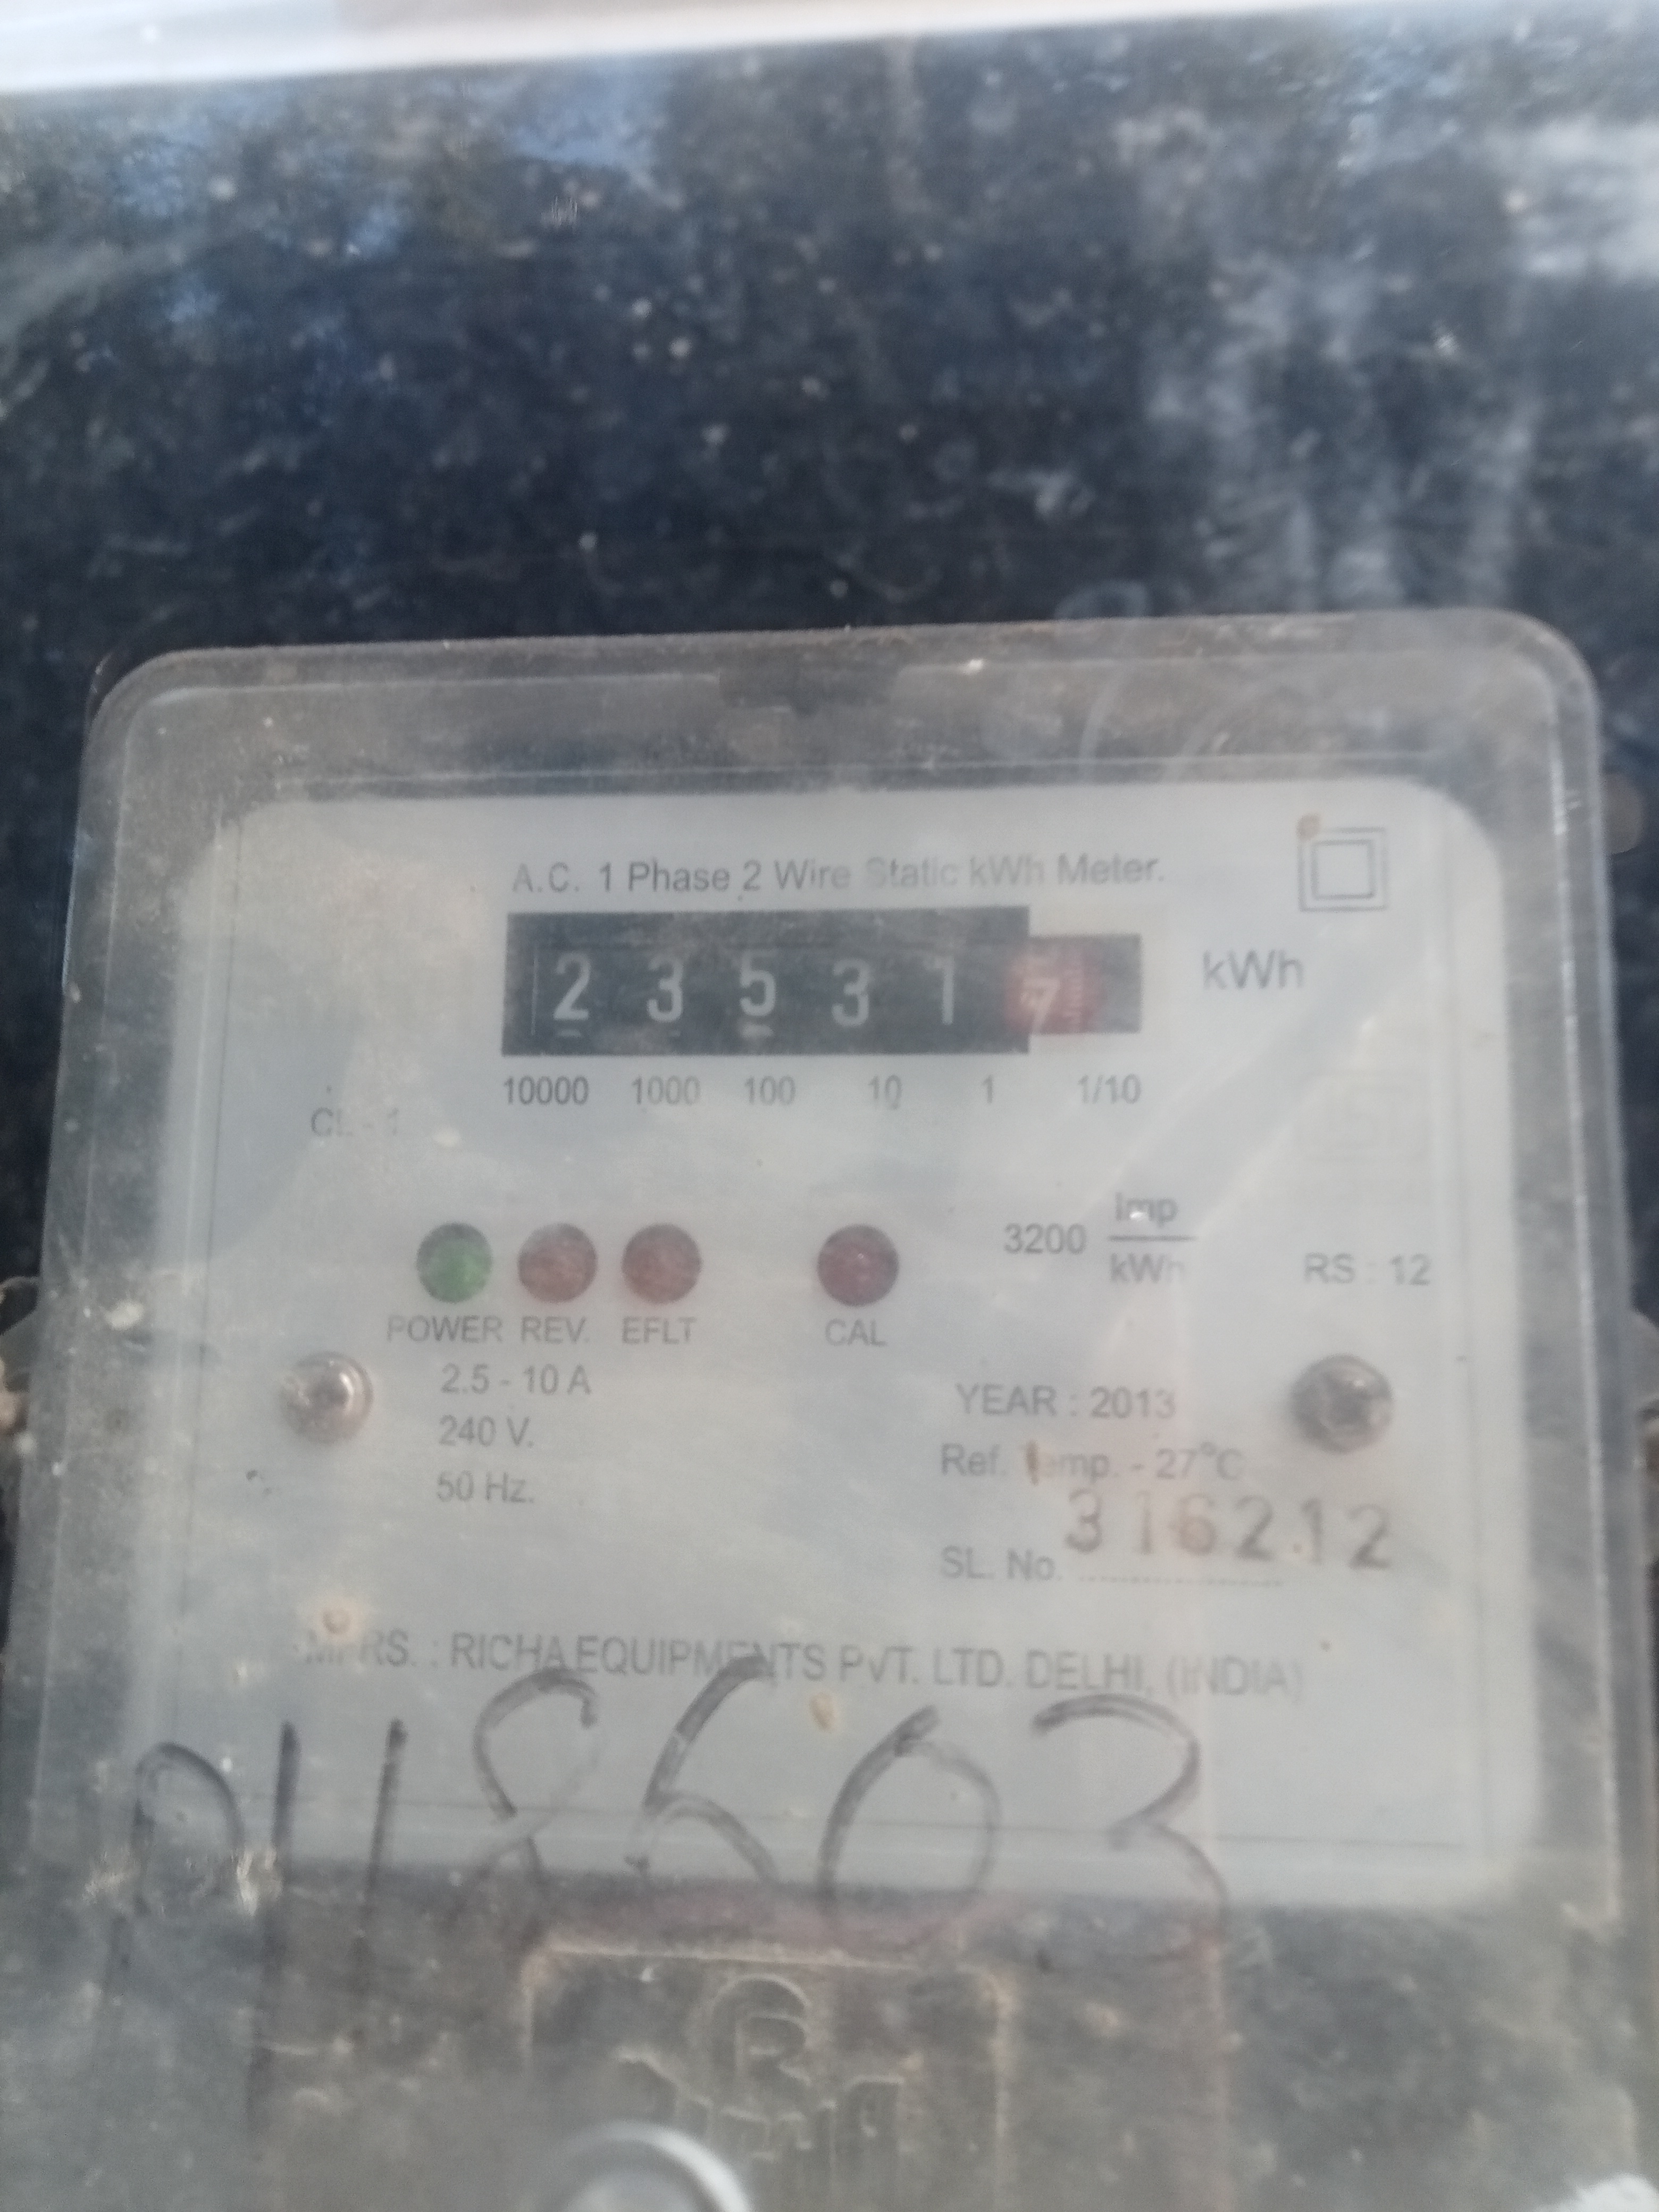 A.C. 1 Phase 2 Wire Static kWh Meter.
2 3 5 3 1 7 kWh
10000 1000 100 10 1 1/10
CL - 1
3200 Imp/kWh
RS : 12
POWER REV. EFLT CAL
2.5 - 10 A
240 V.
50 Hz.
YEAR : 2013
Ref. Temp. - 27°C
SL. No. 316212
MFRS. : RICHA EQUIPMENTS PVT. LTD. DELHI, (INDIA)
R